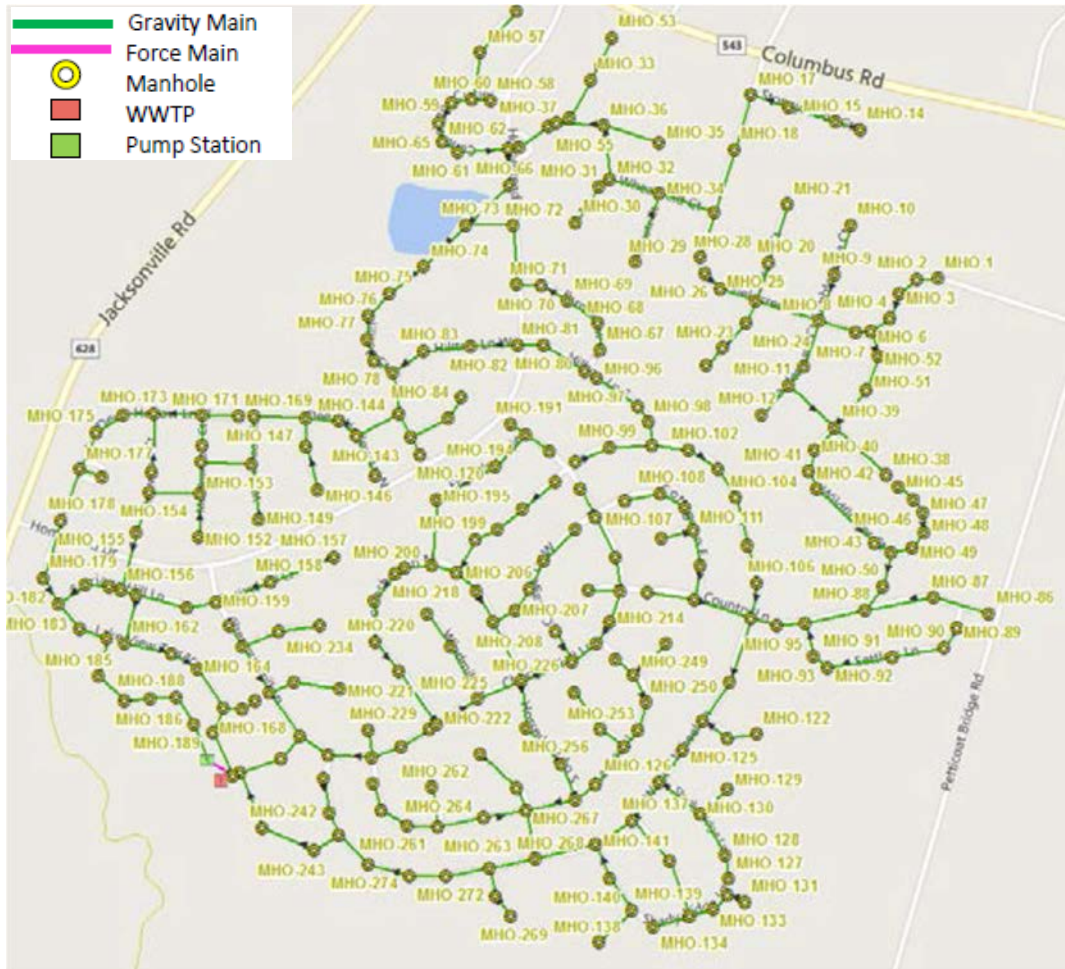 Gravity Main
Force Main
Manhole
WWTP
Pump Station
MHO-53
MHO-57
543
Columbus Rd
MHO-33
MHO-17
MHO-60
MHO-58
MHO-59
MHO-37
MHO-36
MHO-15
MHO-14
MHO-62
MHO-18
MHO-65
MHO-55
MHO-35
MHO-61
MHO-66
MHO-31
MHO-32
MHO-34
MHO-21
MHO-30
MHO-73
MHO-72
MHO-10
Jacksonville Rd
MHO-29
MHO-28
MHO-20
MHO-74
MHO-9
MHO-2
MHO-1
MHO-75
MHO-71
MHO-25
MHO-26
MHO-69
MHO-70
MHO-8
MHO-4
MHO-3
MHO-76
MHO-68
MHO-77
MHO-83
MHO-81
MHO-67
MHO-23
MHO-24
MHO-6
MHO-7
MHO-52
628
MHO-82
MHO-80
MHO-96
MHO-11
MHO-78
MHO-51
MHO-84
MHO-97
MHO-12
MHO-173
MHO-171
MHO-169
MHO-144
MHO-191
MHO-98
MHO-39
MHO-175
MHO-147
MHO-99
MHO-102
MHO-40
MHO-177
MHO-143
MHO-120
MHO-194
MHO-41
MHO-38
MHO-108
MHO-42
MHO-153
MHO-146
MHO-104
MHO-45
MHO-178
MHO-195
MHO-154
MHO-107
MHO-111
MHO-47
MHO-149
MHO-199
MHO-46
MHO-48
MHO-155
MHO-152
MHO-157
MHO-43
MHO-179
MHO-200
MHO-49
MHO-158
MHO-50
MHO-156
MHO-206
MHO-106
MHO-87
MHO-218
MHO-159
MHO-207
Country Ln
MHO-88
MHO-86
MHO-183
MHO-162
MHO-214
MHO-220
MHO-95
MHO-91
MHO-90
MHO-89
MHO-234
MHO-208
MHO-185
MHO-164
MHO-226
MHO-249
MHO-93
MHO-92
MHO-188
MHO-225
MHO-250
MHO-221
MHO-186
MHO-168
MHO-229
MHO-222
MHO-253
MHO-122
Petticoat Bridge Rd
MHO-189
MHO-256
MHO-125
MHO-262
MHO-126
MHO-129
MHO-242
MHO-264
MHO-267
MHO-137
MHO-130
MHO-261
MHO-263
MHO-268
MHO-141
MHO-128
MHO-243
MHO-127
MHO-274
MHO-272
MHO-140
MHO-139
MHO-131
MHO-269
MHO-138
MHO-133
MHO-134